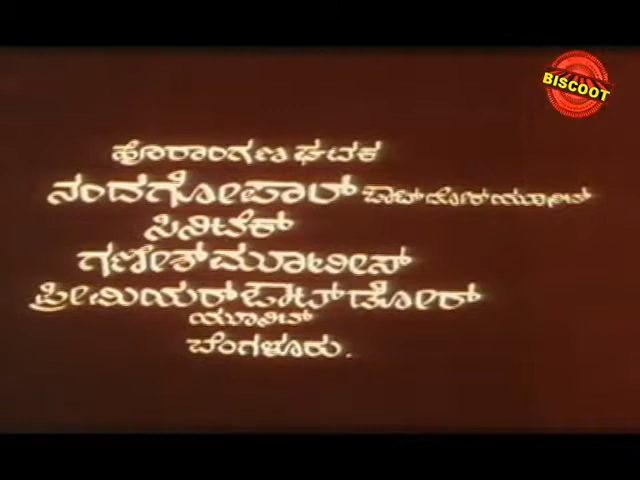 BISCOOT
ಹೊರಾಂಗಣ ಘಟಕ
ನಂದಗೋಪಾಲ್ ಔಟ್‌ಡೋರ್ ಯೂನಿಟ್
ಸಿನಿಟೆಕ್
ಗಣೇಶ್ ಮೂವೀಸ್
ಪ್ರೀಮಿಯರ್ ಔಟ್‌ಡೋರ್
ಯೂನಿಟ್
ಬೆಂಗಳೂರು.